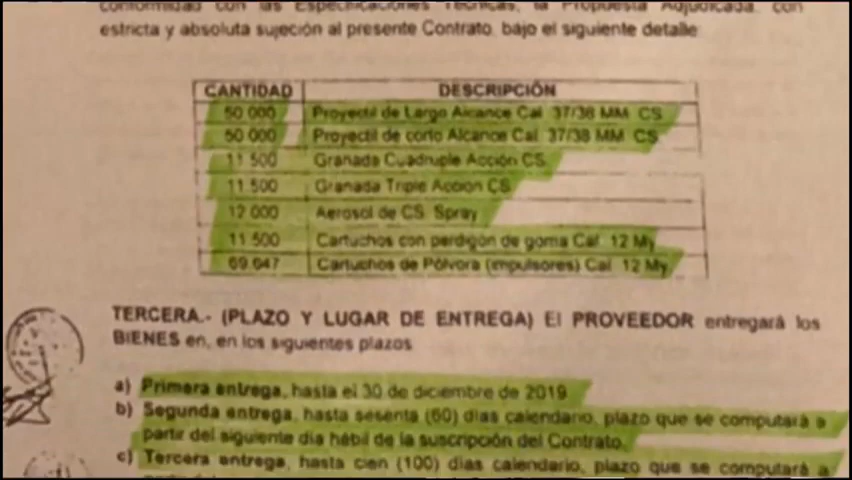 conformidad con las Especificaciones Técnicas, la Propuesta Adjudicada, con
estricta y absoluta sujeción al presente Contrato, bajo el siguiente detalle:
CANTIDAD DESCRIPCIÓN
50.000 Proyectil de Largo Alcance Cal. 37/38 MM. CS.
50.000 Proyectil de corto Alcance Cal. 37/38 MM. CS.
11.500 Granada Cuadruple Acción CS.
11.500 Granada Triple Acción CS.
12.000 Aerosol de CS. Spray
11.500 Cartuchos con perdigón de goma Cal. 12 My.
69.647 Cartuchos de Pólvora (impulsores) Cal. 12 My.
TERCERA.- (PLAZO Y LUGAR DE ENTREGA) El PROVEEDOR entregará los
BIENES en, en los siguientes plazos
a) Primera entrega, hasta el 30 de diciembre de 2019.
b) Segunda entrega, hasta sesenta (60) días calendario, plazo que se computará a
partir del siguiente día hábil de la suscripción del Contrato.
c) Tercera entrega, hasta cien (100) días calendario, plazo que se computará a